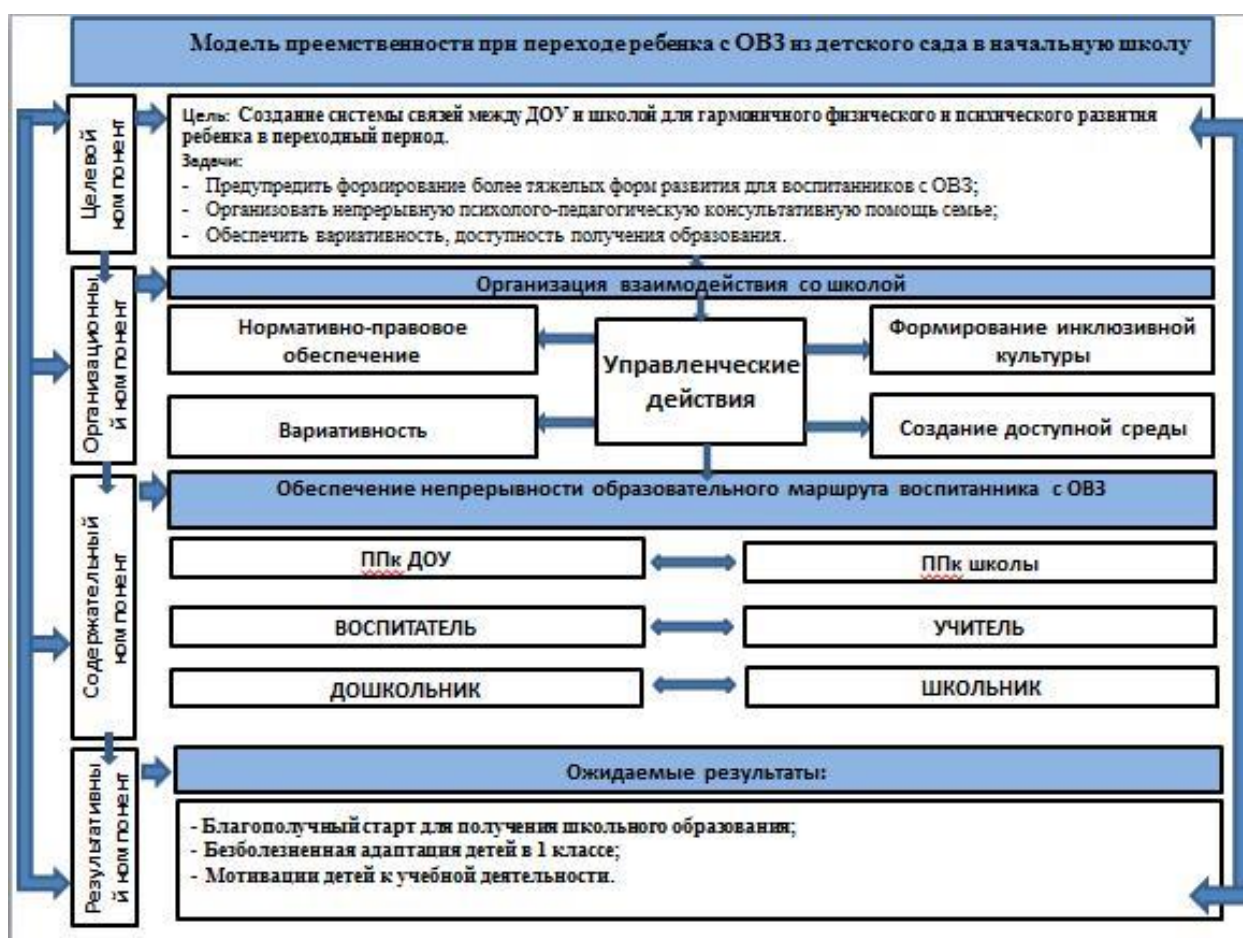 Модель преемственности при переходе ребенка с ОВЗ из детского сада в начальную школу
Целевой
компонент
Цель: Создание системы связей между ДОУ и школой для гармоничного физического и психического развития
ребенка в переходный период.
Задачи:
- Предупредить формирование более тяжелых форм развития для воспитанников с ОВЗ;
- Организовать непрерывную психолого-педагогическую консультативную помощь семье;
- Обеспечить вариативность, доступность получения образования.
Организационны
й компонент
Организация взаимодействия со школой
Нормативно-правовое
обеспечение
Управленческие
действия
Формирование инклюзивной
культуры
Вариативность
Создание доступной среды
Содержательный
компонент
Обеспечение непрерывности образовательного маршрута воспитанника с ОВЗ
ППк ДОУ
ППк школы
ВОСПИТАТЕЛЬ
УЧИТЕЛЬ
ДОШКОЛЬНИК
ШКОЛЬНИК
Результативны
й компонент
Ожидаемые результаты:
- Благополучный старт для получения школьного образования;
- Безболезненная адаптация детей в 1 классе;
- Мотивации детей к учебной деятельности.